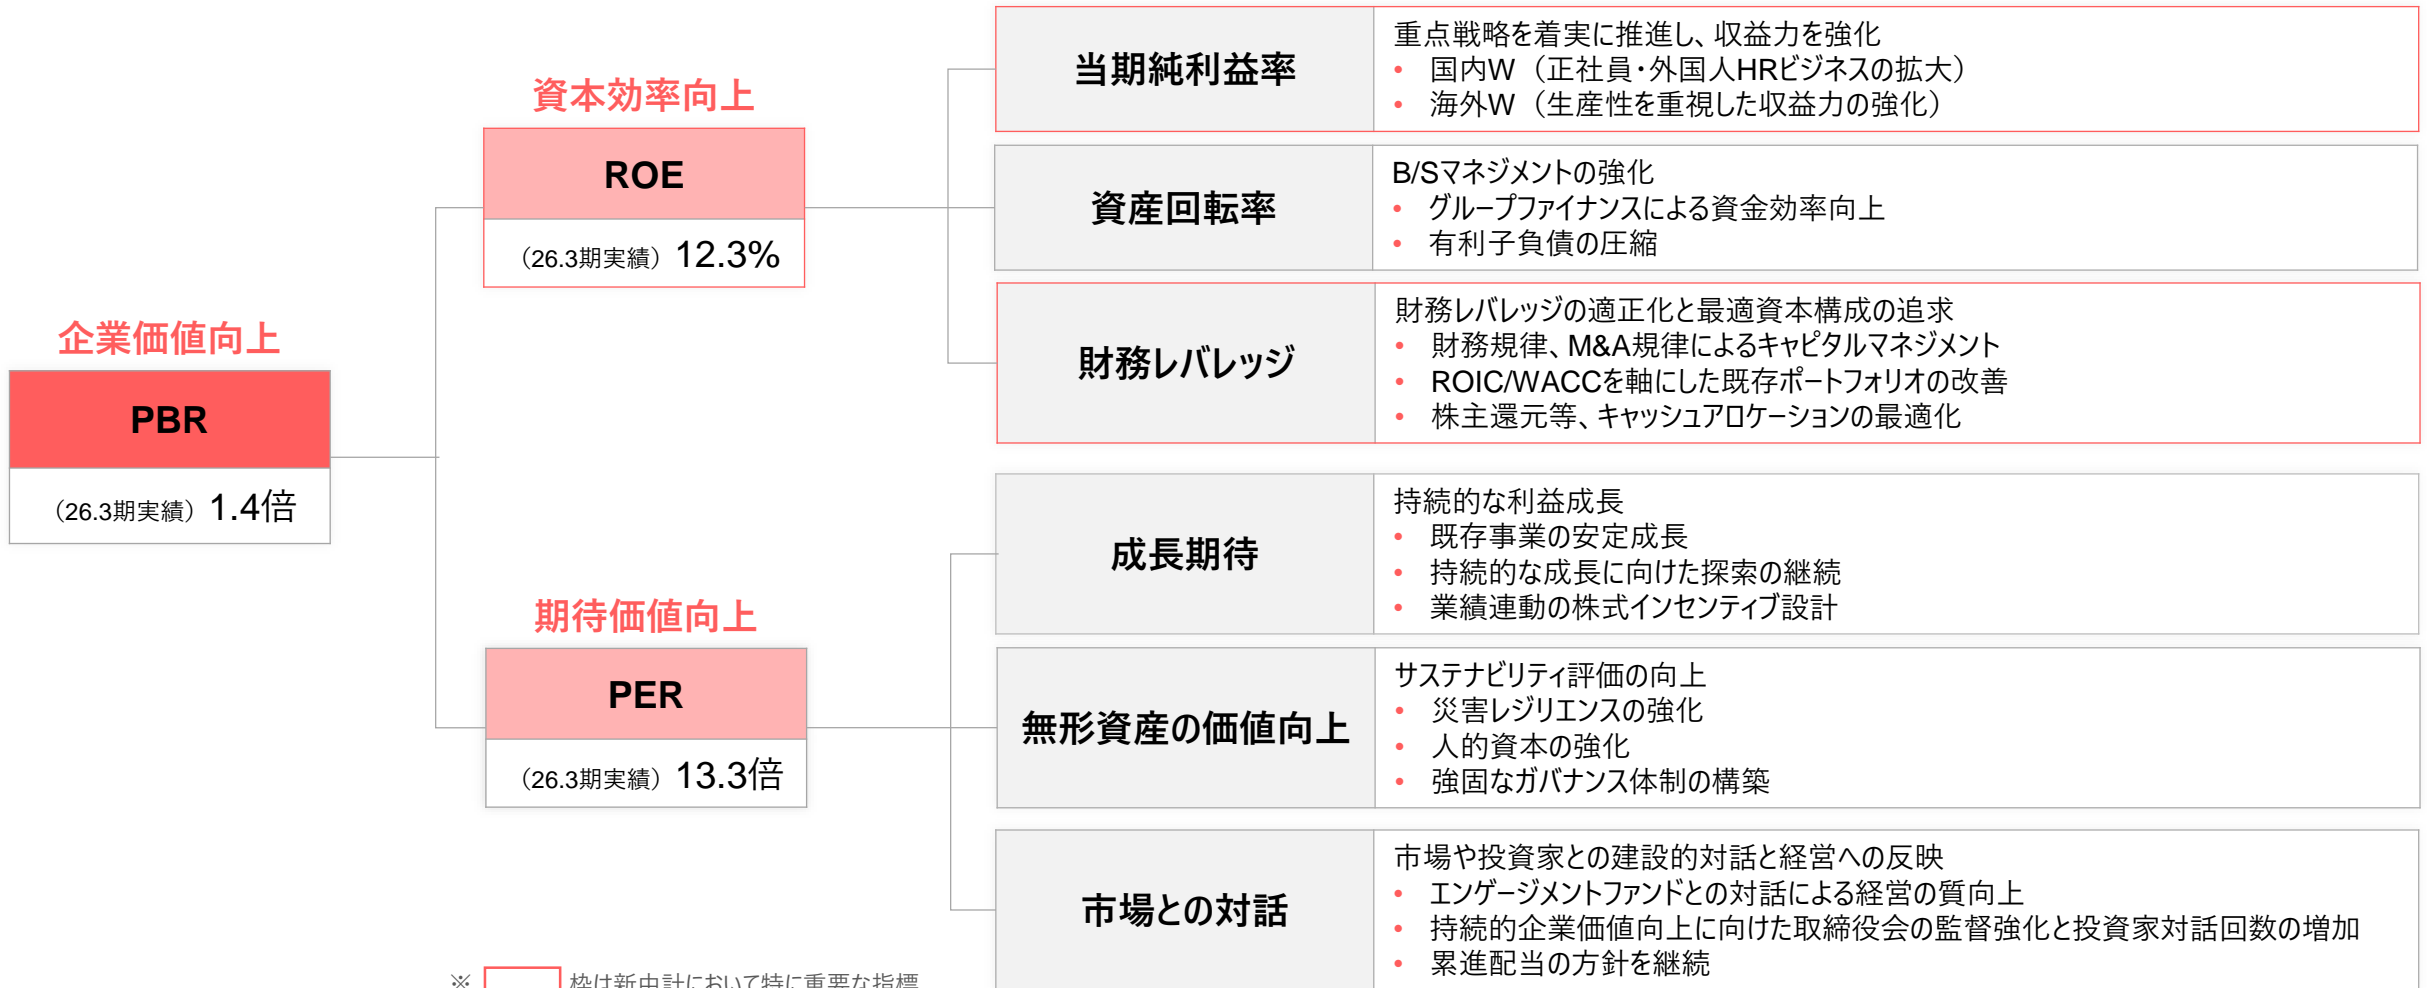 企業価値向上
PBR
（26.3期実績）1.4倍
資本効率向上
ROE
（26.3期実績）12.3%
期待価値向上
PER
（26.3期実績）13.3倍
当期純利益率
重点戦略を着実に推進し、収益力を強化
• 国内W（正社員・外国人HRビジネスの拡大）
• 海外W（生産性を重視した収益力の強化）
資産回転率
B/Sマネジメントの強化
• グループファイナンスによる資金効率向上
• 有利子負債の圧縮
財務レバレッジ
財務レバレッジの適正化と最適資本構成の追求
• 財務規律、M&A規律によるキャピタルマネジメント
• ROIC/WACCを軸にした既存ポートフォリオの改善
• 株主還元等、キャッシュアロケーションの最適化
成長期待
持続的な利益成長
• 既存事業の安定成長
• 持続的な成長に向けた探索の継続
• 業績連動の株式インセンティブ設計
無形資産の価値向上
サステナビリティ評価の向上
• 災害レジリエンスの強化
• 人的資本の強化
• 強固なガバナンス体制の構築
市場との対話
市場や投資家との建設的対話と経営への反映
• エンゲージメントファンドとの対話による経営の質向上
• 持続的企業価値向上に向けた取締役会の監督強化と投資家対話回数の増加
• 累進配当の方針を継続
※ 枠は新中計において特に重要な指標